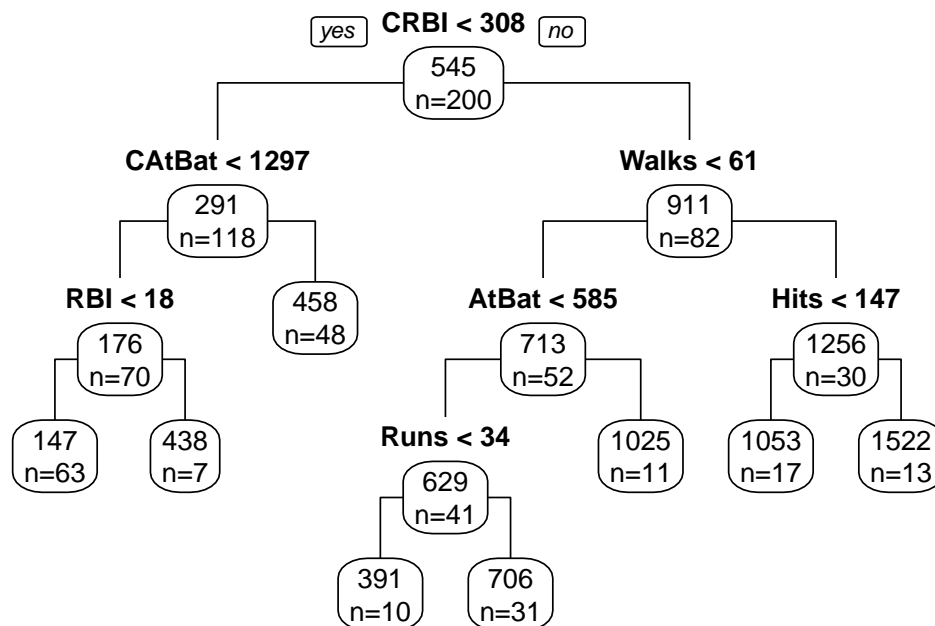 CRBI < 308
yes
no
545
n=200
CAtBat < 1297
Walks < 61
291
n=118
911
n=82
RBI < 18
AtBat < 585
Hits < 147
458
n=48
176
n=70
713
n=52
1256
n=30
147
n=63
438
n=7
Runs < 34
1025
n=11
1053
n=17
1522
n=13
629
n=41
391
n=10
706
n=31